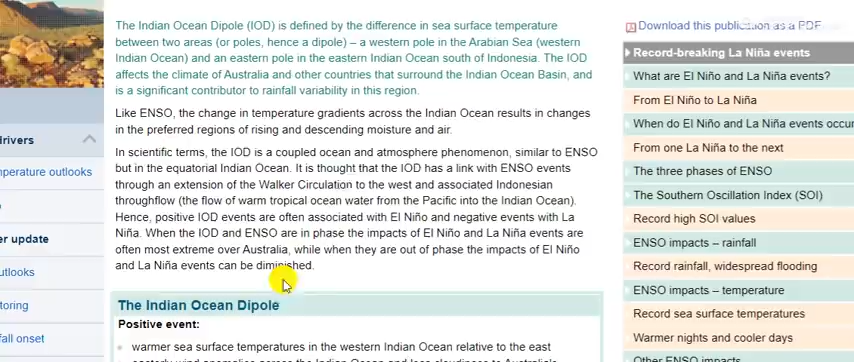 The Indian Ocean Dipole (IOD) is defined by the difference in sea surface temperature
between two areas (or poles, hence a dipole) – a western pole in the Arabian Sea (western
Indian Ocean) and an eastern pole in the eastern Indian Ocean south of Indonesia. The IOD
affects the climate of Australia and other countries that surround the Indian Ocean Basin, and
is a significant contributor to rainfall variability in this region.
Like ENSO, the change in temperature gradients across the Indian Ocean results in changes
in the preferred regions of rising and descending moisture and air.
In scientific terms, the IOD is a coupled ocean and atmosphere phenomenon, similar to ENSO
but in the equatorial Indian Ocean. It is thought that the IOD has a link with ENSO events
through an extension of the Walker Circulation to the west and associated Indonesian
throughflow (the flow of warm tropical ocean water from the Pacific into the Indian Ocean).
Hence, positive IOD events are often associated with El Niño and negative events with La
Niña. When the IOD and ENSO are in phase the impacts of El Niño and La Niña events are
often most extreme over Australia, while when they are out of phase the impacts of El Niño
and La Niña events can be diminished.
The Indian Ocean Dipole
Positive event:
warmer sea surface temperatures in the western Indian Ocean relative to the east
easterly wind anomalies across the Indian Ocean and less cloudiness to Australia's
drivers
mperature outlooks
er update
utlooks
toring
fall onset
Download this publication as a PDF
Record-breaking La Niña events
What are El Niño and La Niña events?
From El Niño to La Niña
When do El Niño and La Niña events occur
From one La Niña to the next
The three phases of ENSO
The Southern Oscillation Index (SOI)
Record high SOI values
ENSO impacts – rainfall
Record rainfall, widespread flooding
ENSO impacts – temperature
Record sea surface temperatures
Warmer nights and cooler days
Other ENSO impacts